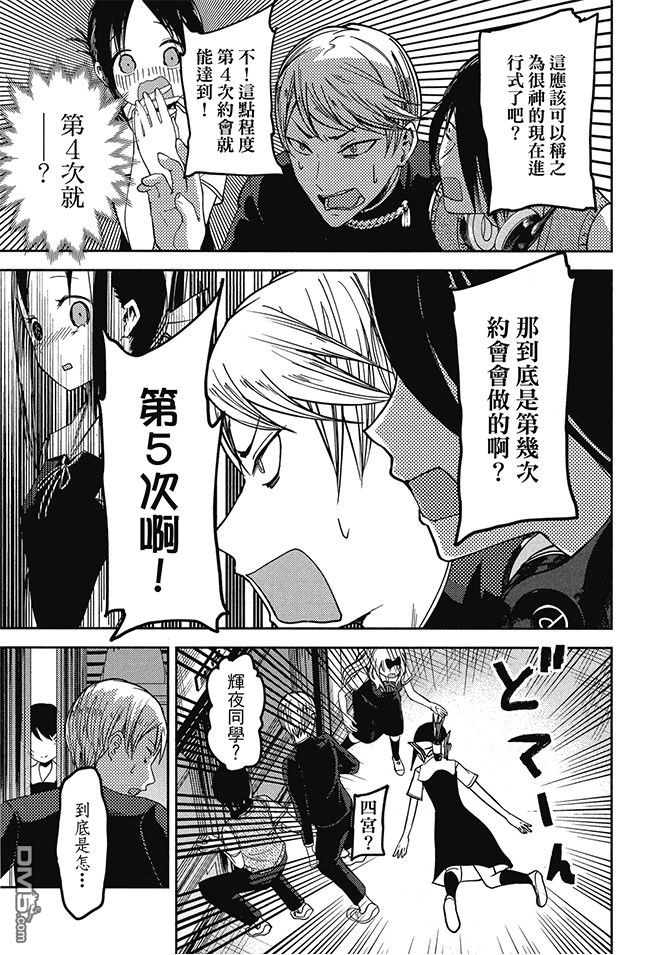 這應該可以稱之
為很神的現在進
行式了吧？
不！這點程度
第4次約會就
能達到！
第4次就
——？
那到底是第幾次
約會會做的啊？
第5次啊！
どてーん
輝夜同學？
四宮？
到底是怎…
DM5
.com